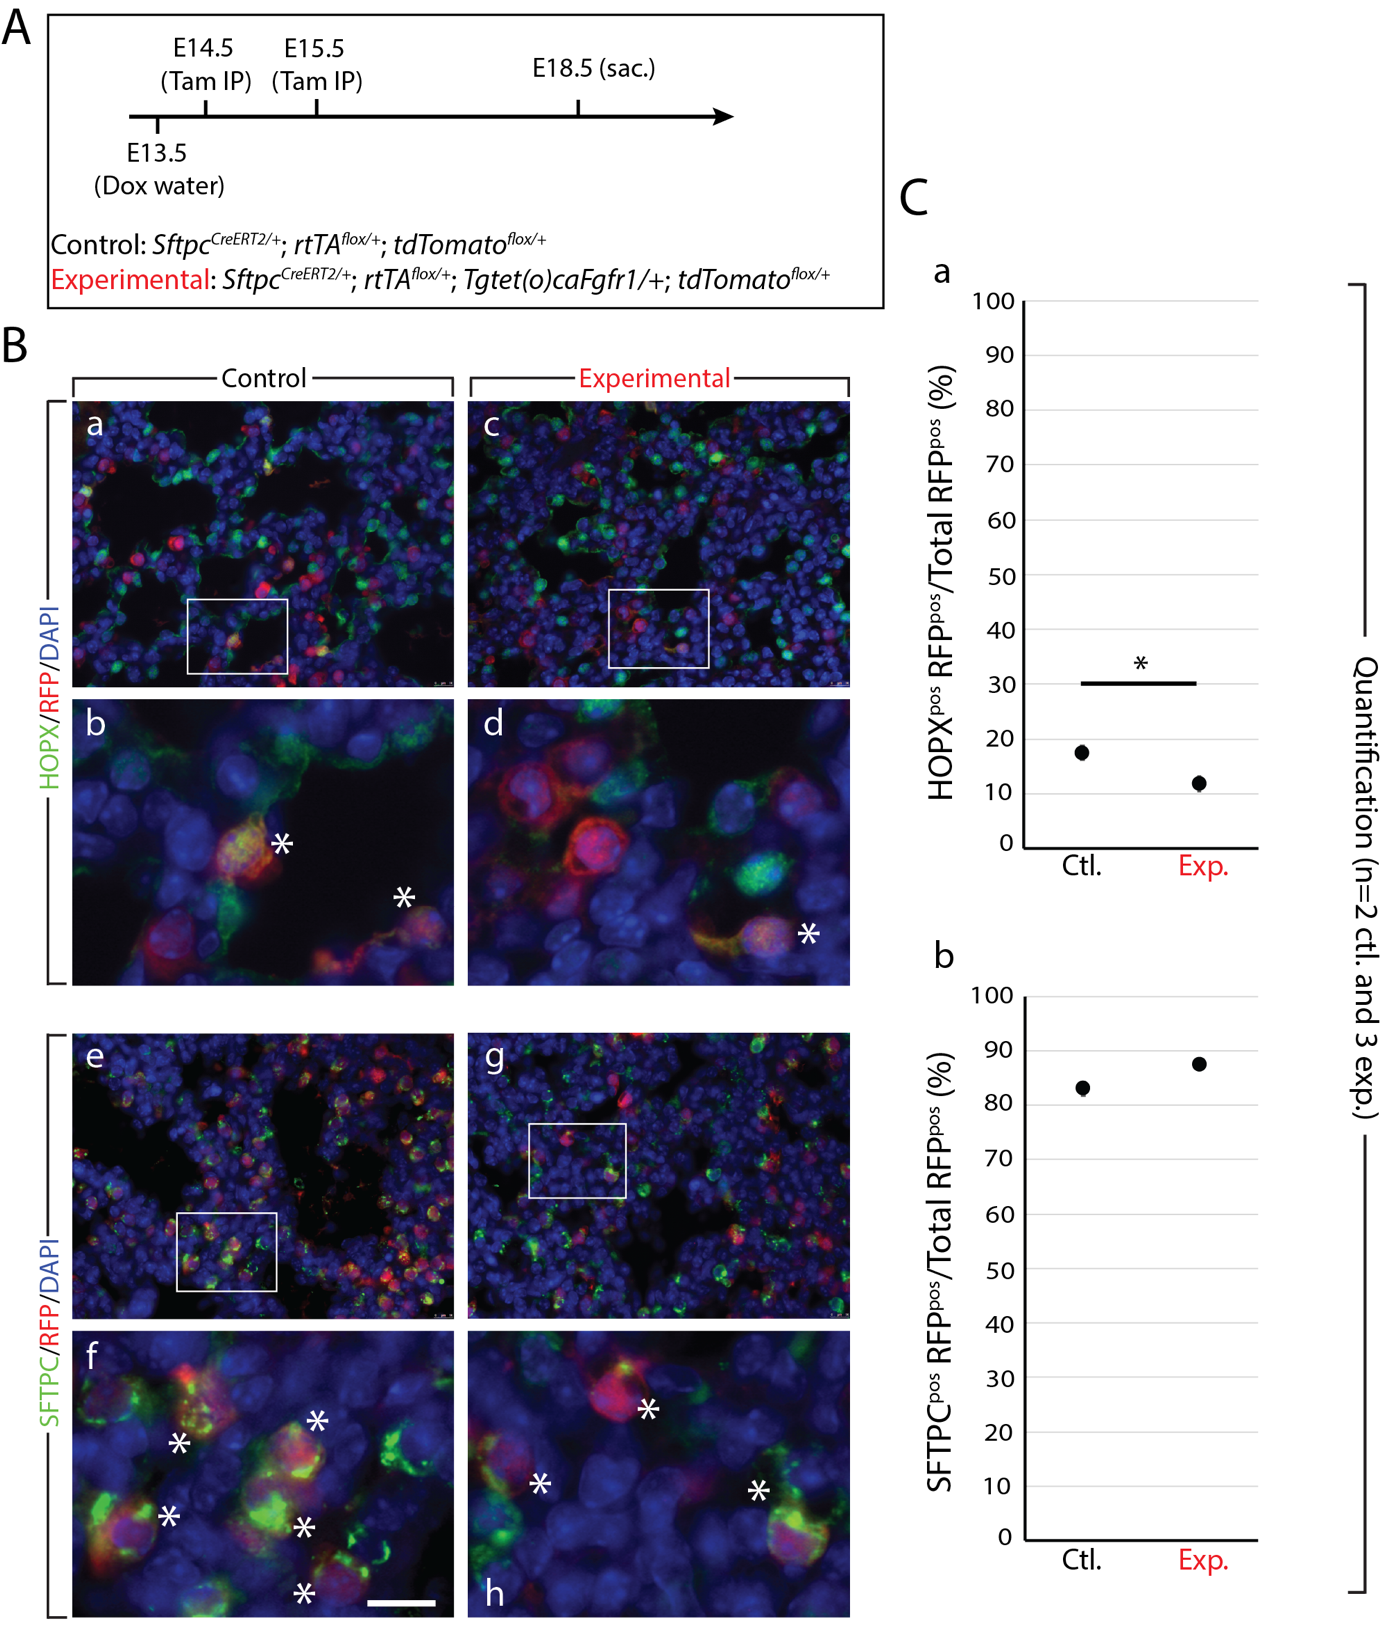 A
E14.5
(Tam IP)
E15.5
(Tam IP)
E18.5 (sac.)
E13.5
(Dox water)
Control: Sftpc^CreERT2/+; rtTA^flox/+; tdTomato^flox/+
Experimental: Sftpc^CreERT2/+; rtTA^flox/+; Tgtet(o)caFgfr1/+; tdTomato^flox/+
B
Control
Experimental
HOPX/RFP/DAPI
a
c
b
*
*
d
*
SFTPC/RFP/DAPI
e
g
f
*
*
*
*
*
h
*
*
*
C
a
HOPX^pos RFP^pos/Total RFP^pos (%)
100
90
80
70
60
50
40
30
20
10
0
*
Ctl.
Exp.
b
SFTPC^pos RFP^pos/Total RFP^pos (%)
100
90
80
70
60
50
40
30
20
10
0
Ctl.
Exp.
Quantification (n=2 ctl. and 3 exp.)